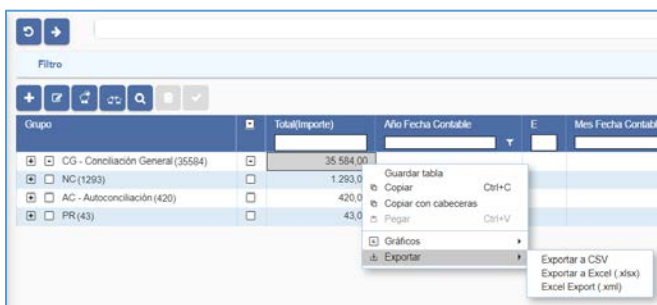 Filtro
Grupo Total(Importe) Año Fecha Contable E Mes Fecha Contabl
CG - Conciliación General (35584) 35.584,00
NC (1293) 1.293,0
AC - Autoconciliación (420) 420,0
PR (43) 43,0
Guardar tabla
Copiar Ctrl+C
Copiar con cabeceras
Pegar Ctrl+V
Gráficos
Exportar
Exportar a CSV
Exportar a Excel (.xlsx)
Excel Export (.xml)